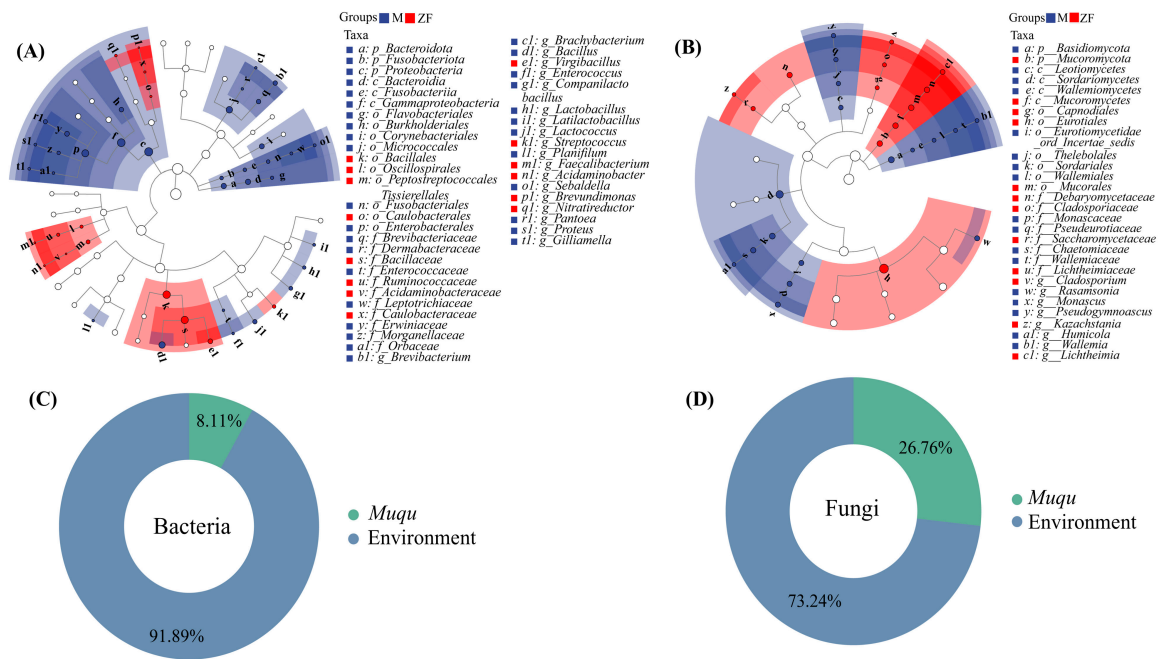 (A)
Groups M ZF
Taxa
a: p_Bacteroidota
b: p_Fusobacteriota
c: p_Proteobacteria
d: c_Bacteroidia
e: c_Fusobacteriia
f: c_Gammaproteobacteria
g: o_Flavobacteriales
h: o_Burkholderiales
i: o_Corynebacteriales
j: o_Micrococcales
k: o_Bacillales
l: o_Oscillospirales
m: o_Peptostreptococcales
Tissierellales
n: o_Fusobacteriales
o: o_Caulobacterales
p: o_Enterobacterales
q: f_Brevibacteriaceae
r: f_Dermabacteraceae
s: f_Bacillaceae
t: f_Enterococcaceae
u: f_Ruminococcaceae
v: f_Acidaminobacteraceae
w: f_Leptotrichiaceae
x: f_Caulobacteraceae
y: f_Erwiniaceae
z: f_Morganellaceae
a1: f_Orbaceae
b1: g_Brevibacterium
c1: g_Brachybacterium
d1: g_Bacillus
e1: g_Virgibacillus
f1: g_Enterococcus
g1: g_Companilacto
bacillus
h1: g_Lactobacillus
i1: g_Latilactobacillus
j1: g_Lactococcus
k1: g_Streptococcus
l1: g_Planifilum
m1: g_Faecalibacterium
n1: g_Acidaminobacter
o1: g_Sebaldella
p1: g_Brevundimonas
q1: g_Nitratireductor
r1: g_Pantoea
s1: g_Proteus
t1: g_Gilliamella
(B)
Groups M ZF
Taxa
a: p__Basidiomycota
b: p__Mucoromycota
c: c__Leotiomycetes
d: c__Sordariomycetes
e: c__Wallemiomycetes
f: c__Mucoromycetes
g: o__Capnodiales
h: o__Eurotiales
i: o__Eurotiomycetidae
_ord_Incertae_sedis
j: o__Thelebolales
k: o__Sordariales
l: o__Wallemiales
m: o__Mucorales
n: f__Debaryomycetaceae
o: f__Cladosporiaceae
p: f__Monascaceae
q: f__Pseudeurotiaceae
r: f__Saccharomycetaceae
s: f__Chaetomiaceae
t: f__Wallemiaceae
u: f__Lichtheimiaceae
v: g__Cladosporium
w: g__Rasamsonia
x: g__Monascus
y: g__Pseudogymnoascus
z: g__Kazachstania
a1: g__Humicola
b1: g__Wallemia
c1: g__Lichtheimia
(C)
8.11%
Bacteria
91.89%
Muqu
Environment
(D)
26.76%
Fungi
73.24%
Muqu
Environment